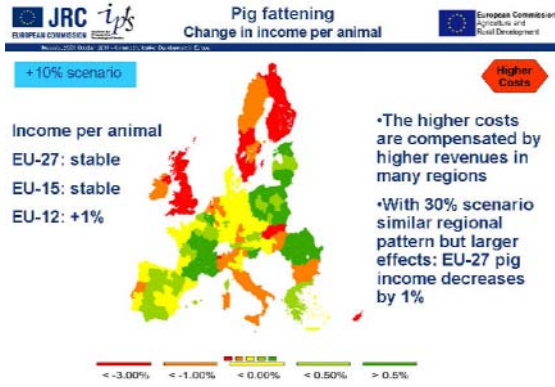 JRC
EUROPEAN COMMISSION
ipts
Pig fattening
Change in income per animal
European Commission
Agriculture and
Rural Development
+10% scenario
Higher
Costs
Income per animal
EU-27: stable
EU-15: stable
EU-12: +1%
•The higher costs
are compensated by
higher revenues in
many regions
•With 30% scenario
similar regional
pattern but larger
effects: EU-27 pig
income decreases
by 1%
< -3.00%
< -1.00%
< 0.00%
< 0.50%
> 0.5%